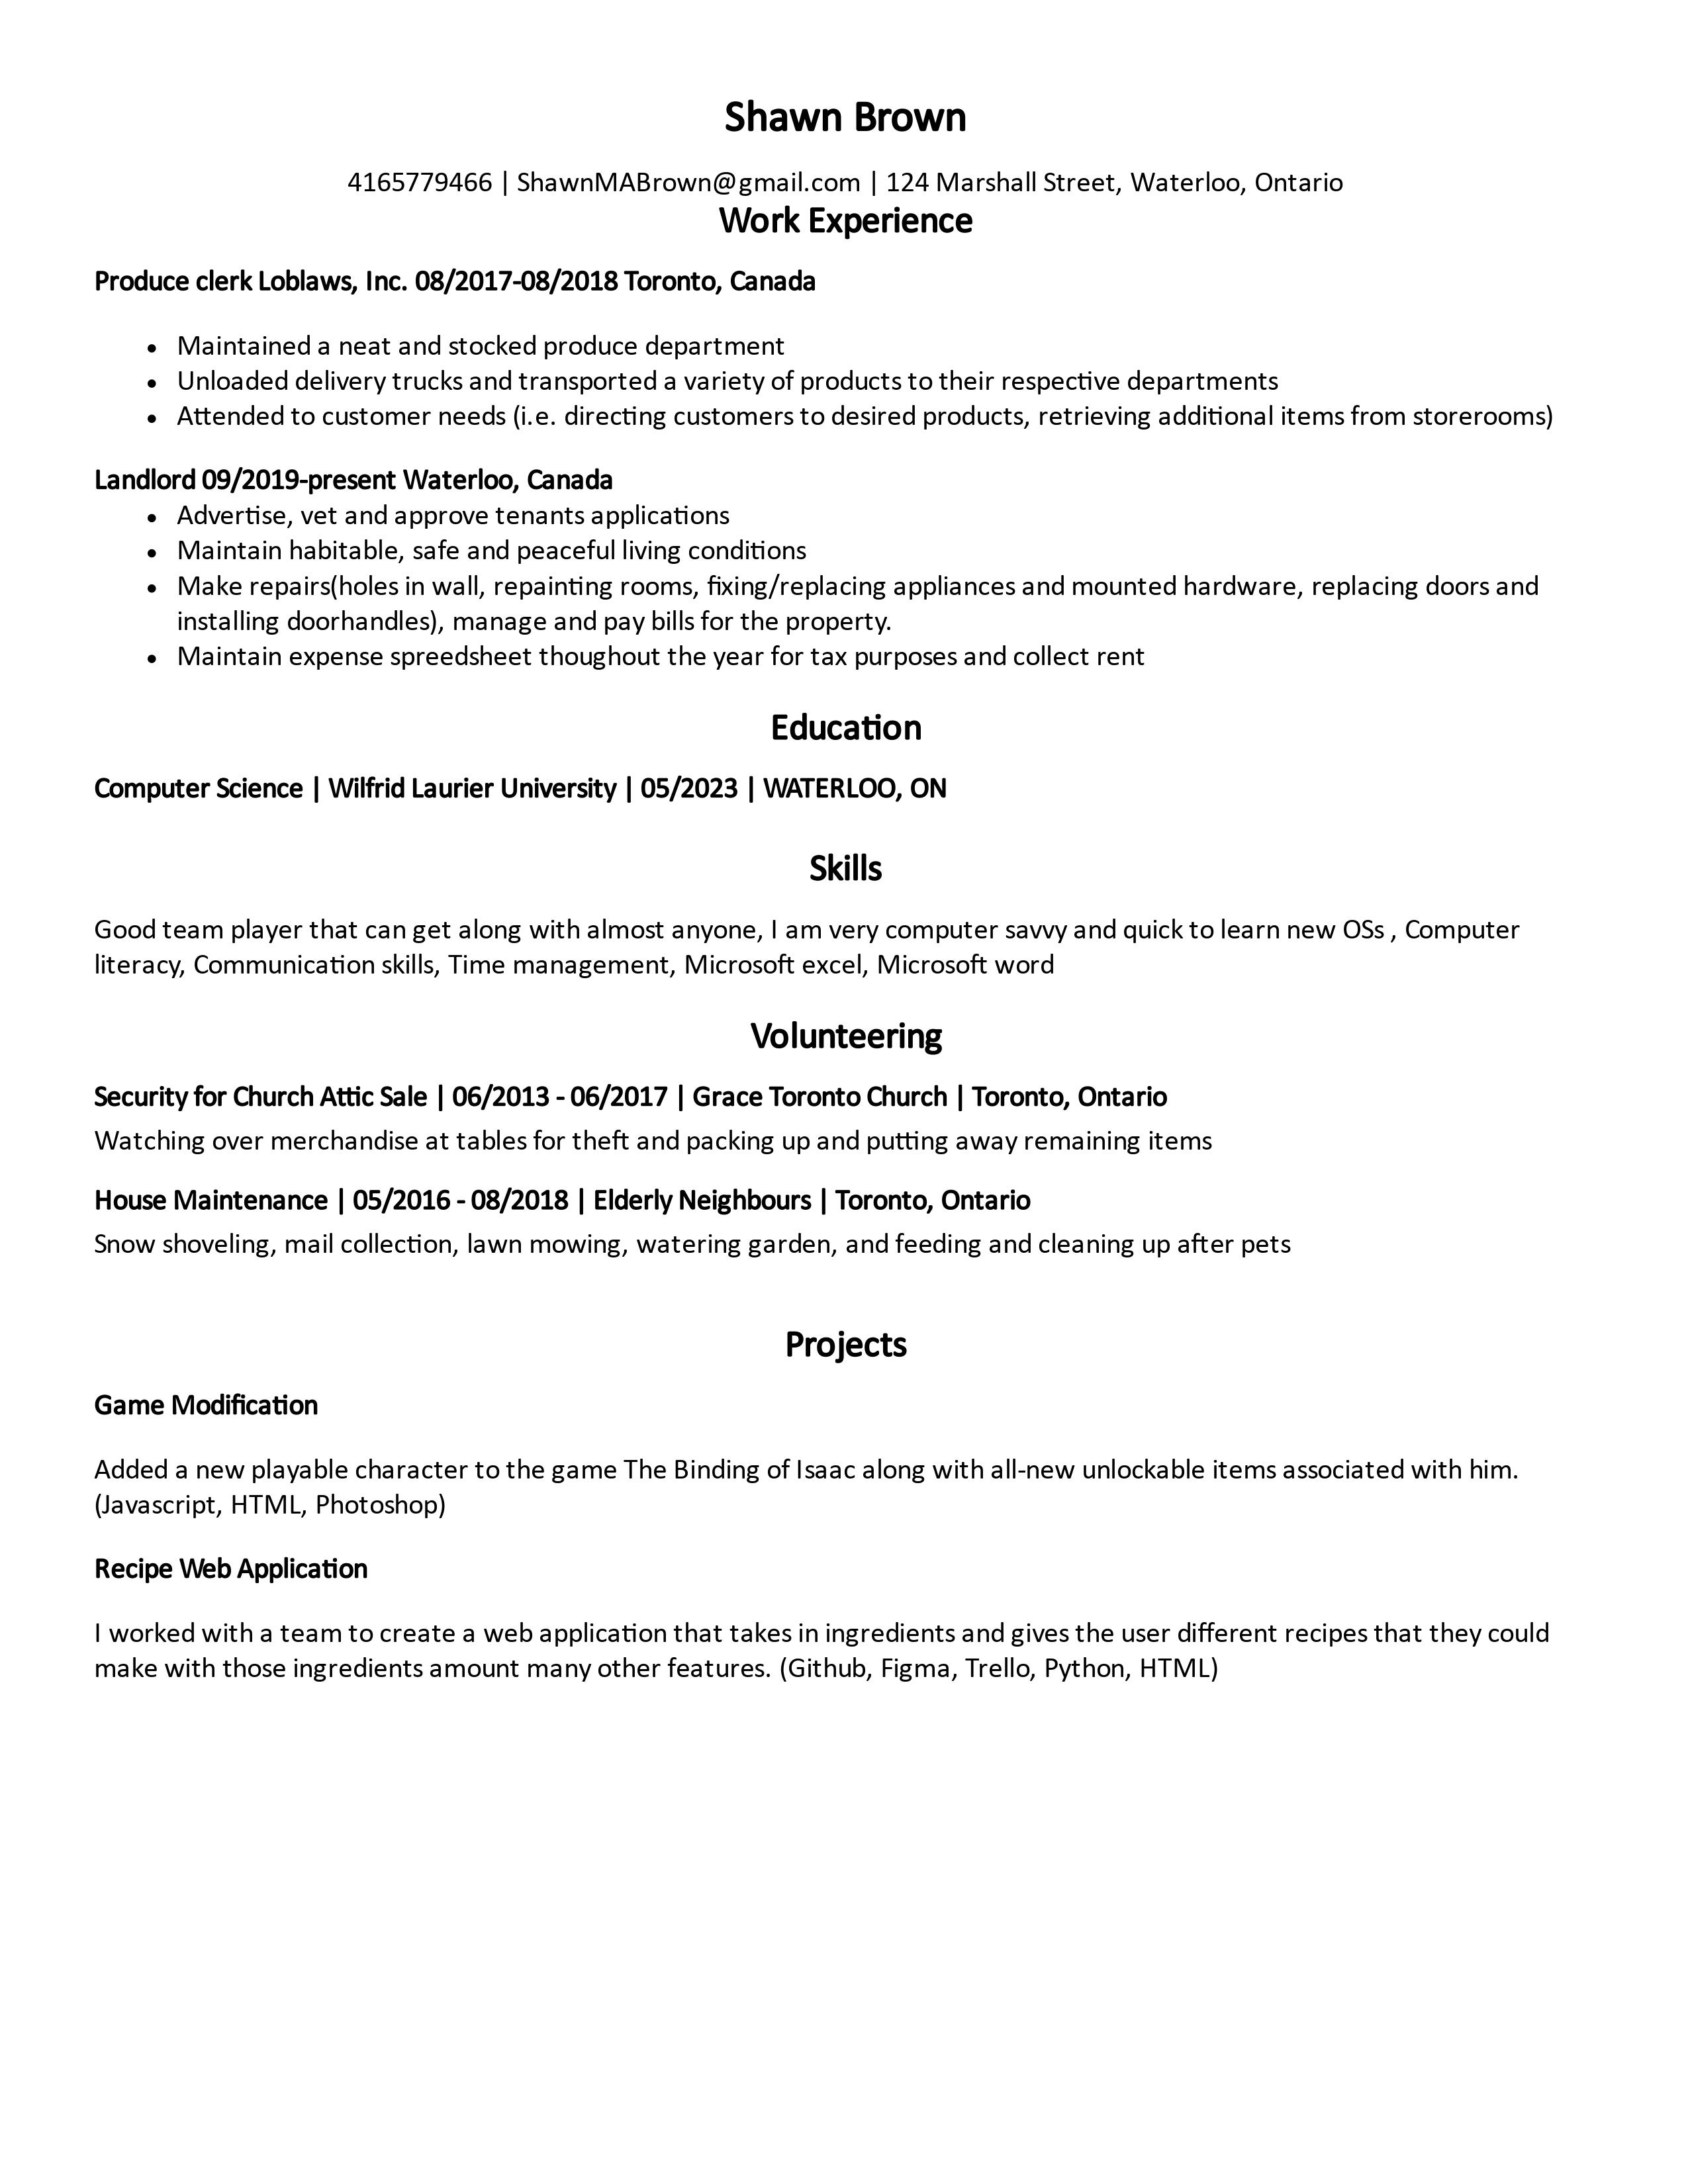 Shawn Brown
4165779466 | ShawnMABrown@gmail.com | 124 Marshall Street, Waterloo, Ontario
Work Experience
Produce clerk Loblaws, Inc. 08/2017-08/2018 Toronto, Canada
• Maintained a neat and stocked produce department
• Unloaded delivery trucks and transported a variety of products to their respective departments
• Attended to customer needs (i.e. directing customers to desired products, retrieving additional items from storerooms)
Landlord 09/2019-present Waterloo, Canada
• Advertise, vet and approve tenants applications
• Maintain habitable, safe and peaceful living conditions
• Make repairs(holes in wall, repainting rooms, fixing/replacing appliances and mounted hardware, replacing doors and
installing doorhandles), manage and pay bills for the property.
• Maintain expense spreedsheet thoughout the year for tax purposes and collect rent
Education
Computer Science | Wilfrid Laurier University | 05/2023 | WATERLOO, ON
Skills
Good team player that can get along with almost anyone, I am very computer savvy and quick to learn new OSs , Computer
literacy, Communication skills, Time management, Microsoft excel, Microsoft word
Volunteering
Security for Church Attic Sale | 06/2013 - 06/2017 | Grace Toronto Church | Toronto, Ontario
Watching over merchandise at tables for theft and packing up and putting away remaining items
House Maintenance | 05/2016 - 08/2018 | Elderly Neighbours | Toronto, Ontario
Snow shoveling, mail collection, lawn mowing, watering garden, and feeding and cleaning up after pets
Projects
Game Modification
Added a new playable character to the game The Binding of Isaac along with all-new unlockable items associated with him.
(Javascript, HTML, Photoshop)
Recipe Web Application
I worked with a team to create a web application that takes in ingredients and gives the user different recipes that they could
make with those ingredients amount many other features. (Github, Figma, Trello, Python, HTML)